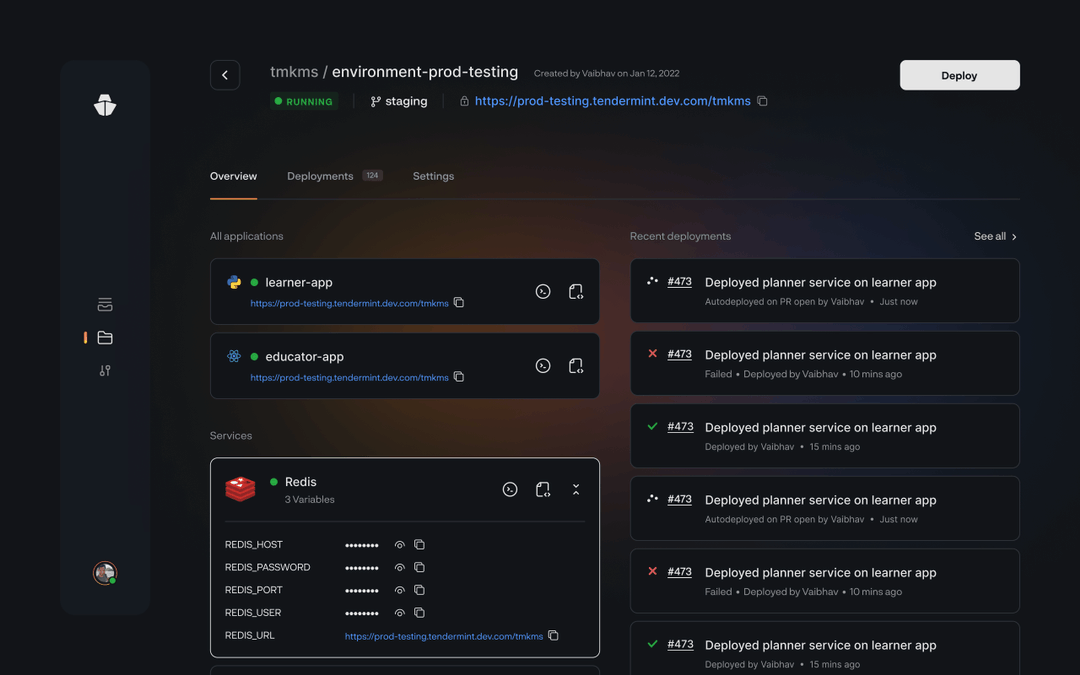 tmkms / environment-prod-testing
Created by Vaibhav on Jan 12, 2022
Deploy
RUNNING
staging
https://prod-testing.tendermint.dev.com/tmkms
Overview
Deployments 124
Settings
All applications
learner-app
https://prod-testing.tendermint.dev.com/tmkms
educator-app
https://prod-testing.tendermint.dev.com/tmkms
Services
Redis
3 Variables
REDIS_HOST ••••••••
REDIS_PASSWORD ••••••••
REDIS_PORT ••••••••
REDIS_USER ••••••••
REDIS_URL https://prod-testing.tendermint.dev.com/tmkms
Recent deployments
See all
#473 Deployed planner service on learner app
Autodeployed on PR open by Vaibhav • Just now
#473 Deployed planner service on learner app
Failed • Deployed by Vaibhav • 10 mins ago
#473 Deployed planner service on learner app
Deployed by Vaibhav • 15 mins ago
#473 Deployed planner service on learner app
Autodeployed on PR open by Vaibhav • Just now
#473 Deployed planner service on learner app
Failed • Deployed by Vaibhav • 10 mins ago
#473 Deployed planner service on learner app
Deployed by Vaibhav • 15 mins ago